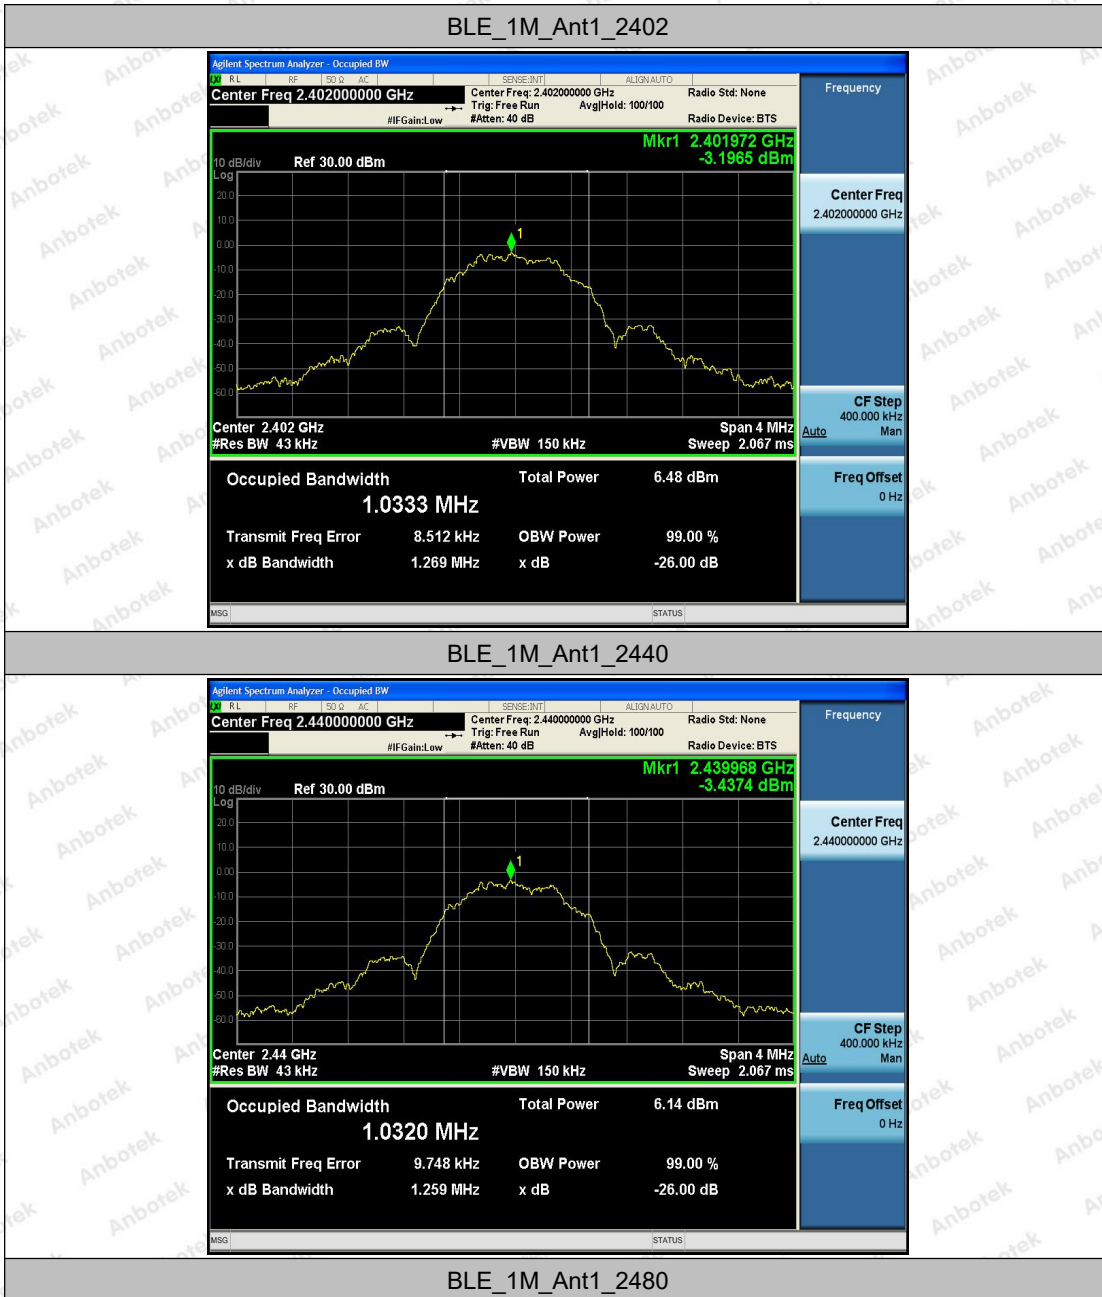 BLE_1M_Ant1_2402
Agilent Spectrum Analyzer - Occupied BW
LXI RL RF 50 Ω AC SENSE:INT ALIGNAUTO
Center Freq 2.402000000 GHz
Center Freq: 2.402000000 GHz Radio Std: None
Trig: Free Run Avg|Hold: 100/100
#IFGain:Low #Atten: 40 dB Radio Device: BTS
Mkr1 2.401972 GHz
-3.1965 dBm
10 dB/div Ref 30.00 dBm
Log
20.0
10.0
0.00
-10.0
-20.0
-30.0
-40.0
-50.0
-60.0
1
Center 2.402 GHz Span 4 MHz
#Res BW 43 kHz #VBW 150 kHz Sweep 2.067 ms
Occupied Bandwidth Total Power 6.48 dBm
1.0333 MHz
Transmit Freq Error 8.512 kHz OBW Power 99.00 %
x dB Bandwidth 1.269 MHz x dB -26.00 dB
MSG STATUS
Frequency
Center Freq
2.402000000 GHz
CF Step
400.000 kHz
Auto Man
Freq Offset
0 Hz
BLE_1M_Ant1_2440
Agilent Spectrum Analyzer - Occupied BW
LXI RL RF 50 Ω AC SENSE:INT ALIGNAUTO
Center Freq 2.440000000 GHz
Center Freq: 2.440000000 GHz Radio Std: None
Trig: Free Run Avg|Hold: 100/100
#IFGain:Low #Atten: 40 dB Radio Device: BTS
Mkr1 2.439968 GHz
-3.4374 dBm
10 dB/div Ref 30.00 dBm
Log
20.0
10.0
0.00
-10.0
-20.0
-30.0
-40.0
-50.0
-60.0
1
Center 2.44 GHz Span 4 MHz
#Res BW 43 kHz #VBW 150 kHz Sweep 2.067 ms
Occupied Bandwidth Total Power 6.14 dBm
1.0320 MHz
Transmit Freq Error 9.748 kHz OBW Power 99.00 %
x dB Bandwidth 1.259 MHz x dB -26.00 dB
MSG STATUS
Frequency
Center Freq
2.440000000 GHz
CF Step
400.000 kHz
Auto Man
Freq Offset
0 Hz
BLE_1M_Ant1_2480
Anbotek